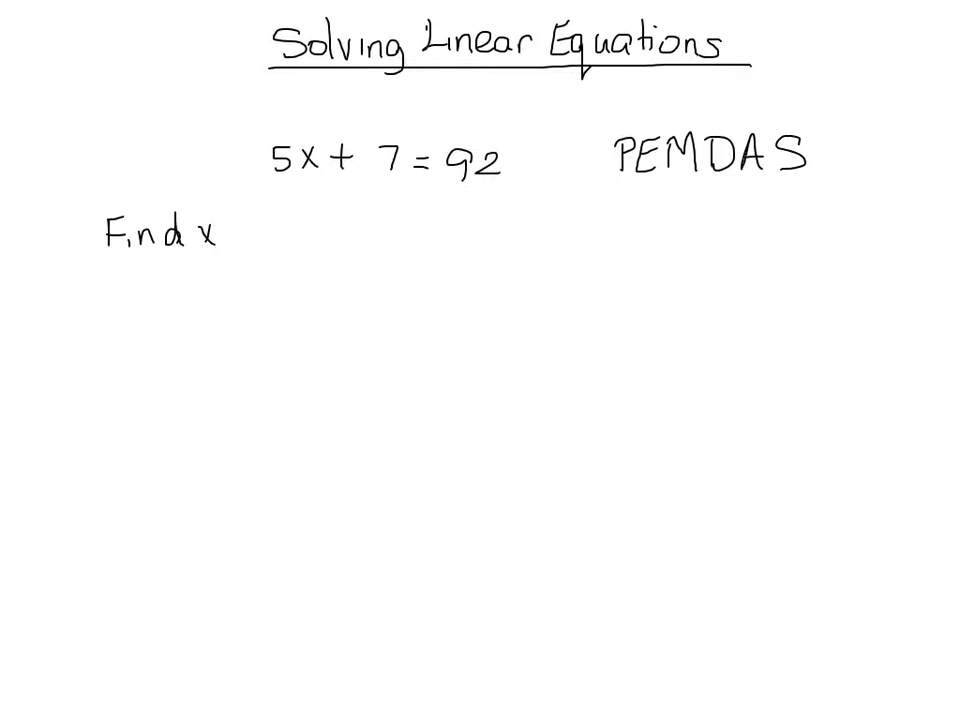 Solving Linear Equations
5x + 7 = 92 PEMDAS
Find x